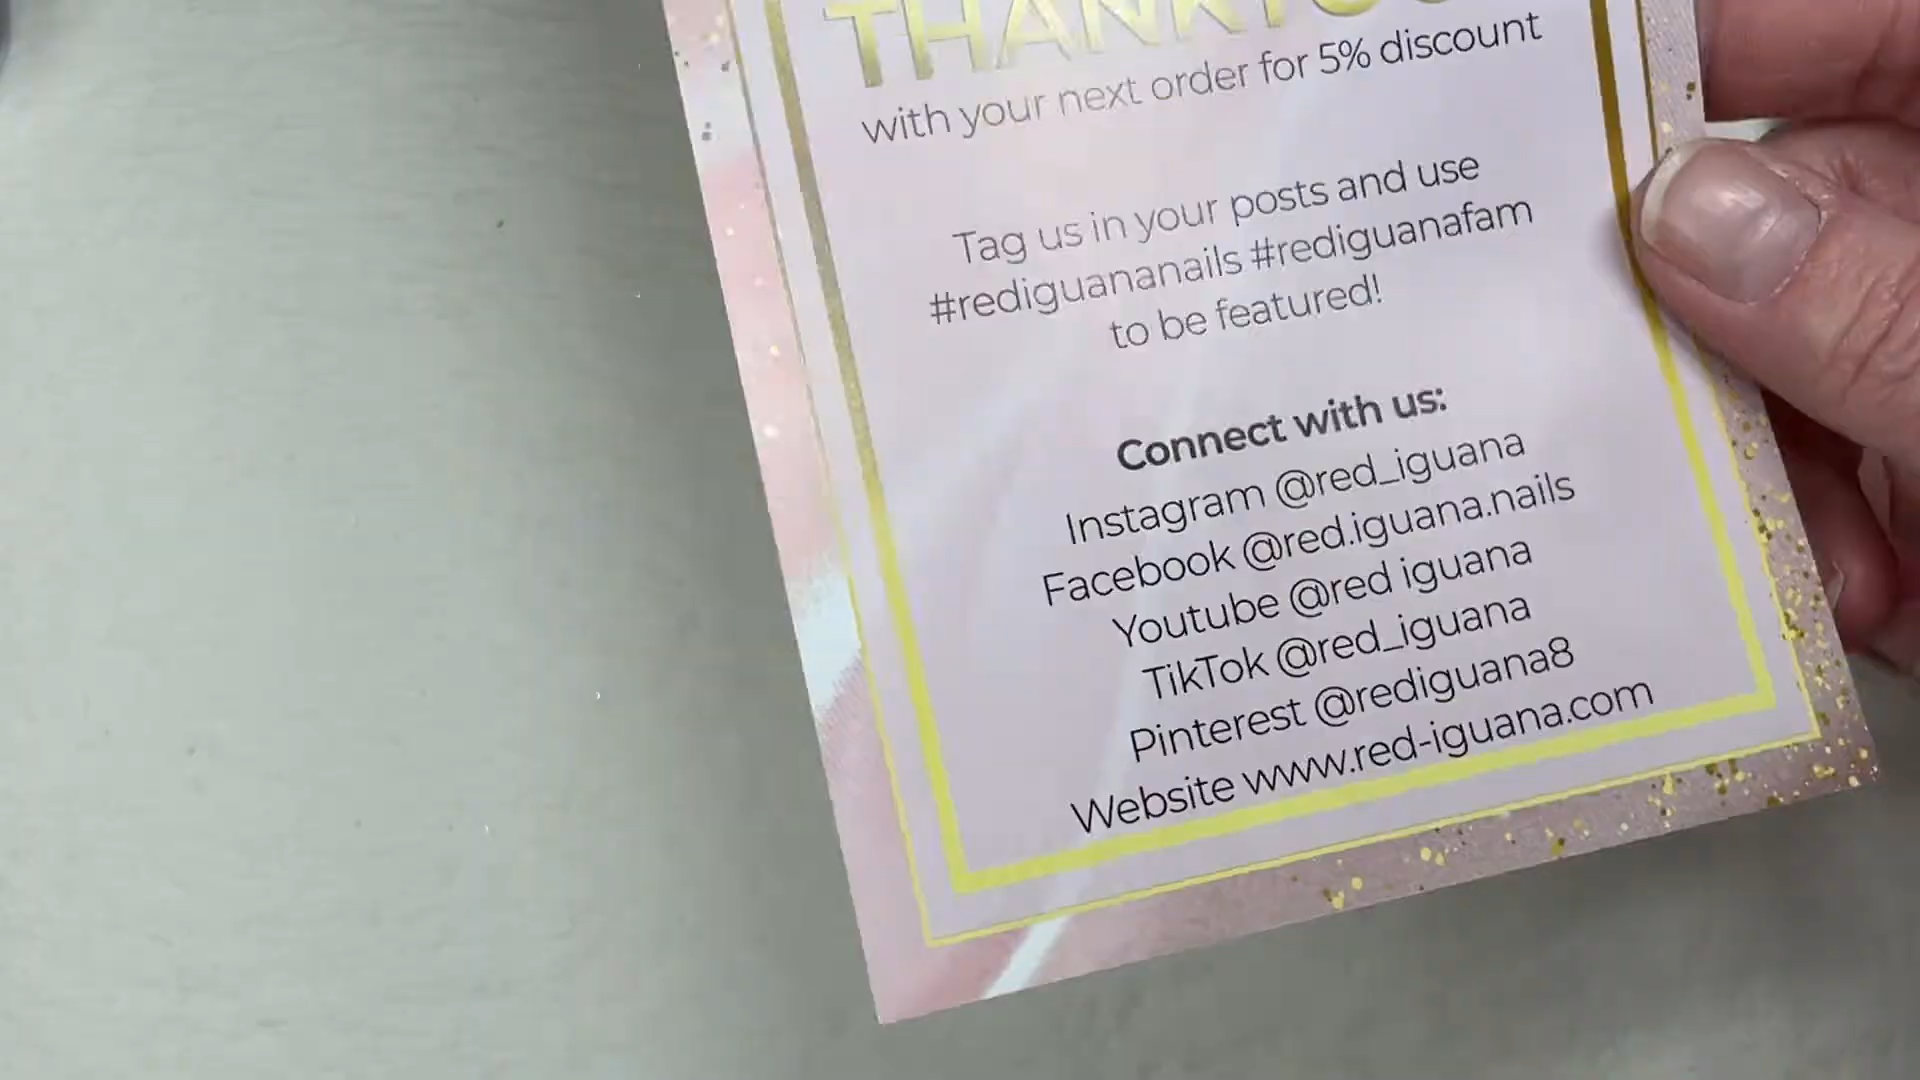 THANKYOU
with your next order for 5% discount
Tag us in your posts and use
#rediguananails #rediguanafam
to be featured!
Connect with us:
Instagram @red_iguana
Facebook @red.iguana.nails
Youtube @red iguana
TikTok @red_iguana
Pinterest @rediguana8
Website www.red-iguana.com